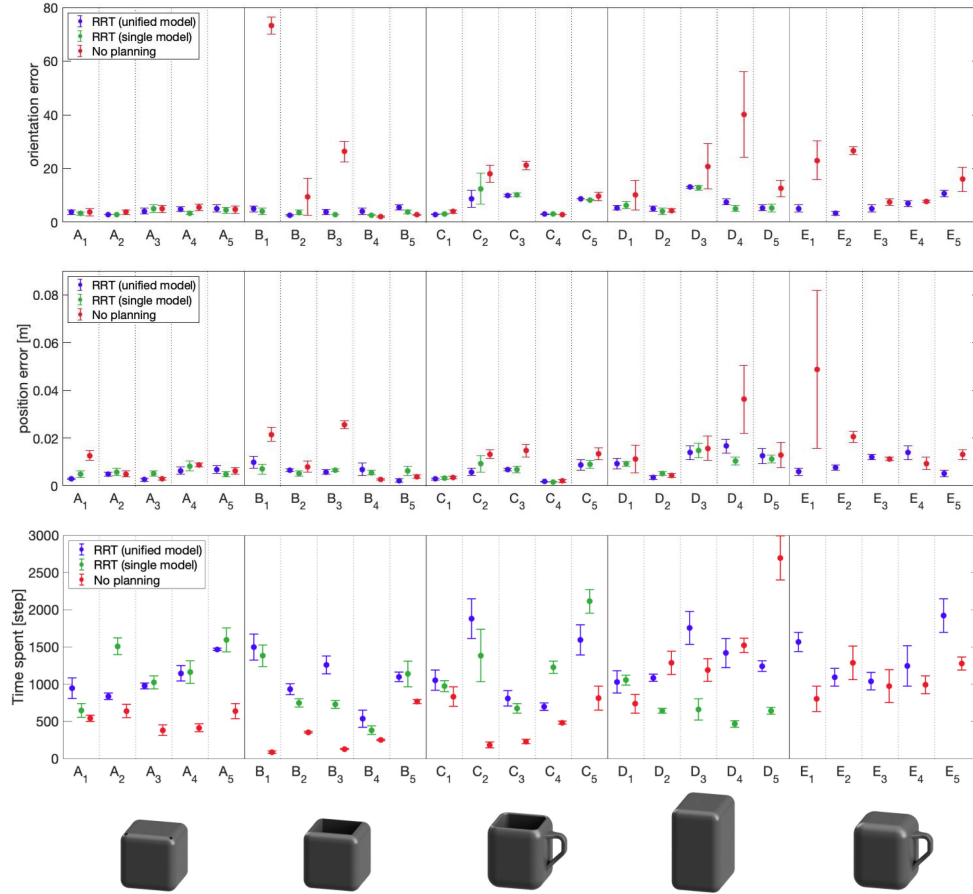 80
60
40
20
0
orientation error
RRT (unified model)
RRT (single model)
No planning
A1 A2 A3 A4 A5 B1 B2 B3 B4 B5 C1 C2 C3 C4 C5 D1 D2 D3 D4 D5 E1 E2 E3 E4 E5
0.08
0.06
0.04
0.02
0
position error [m]
RRT (unified model)
RRT (single model)
No planning
A1 A2 A3 A4 A5 B1 B2 B3 B4 B5 C1 C2 C3 C4 C5 D1 D2 D3 D4 D5 E1 E2 E3 E4 E5
3000
2500
2000
1500
1000
500
0
Time spent [step]
RRT (unified model)
RRT (single model)
No planning
A1 A2 A3 A4 A5 B1 B2 B3 B4 B5 C1 C2 C3 C4 C5 D1 D2 D3 D4 D5 E1 E2 E3 E4 E5